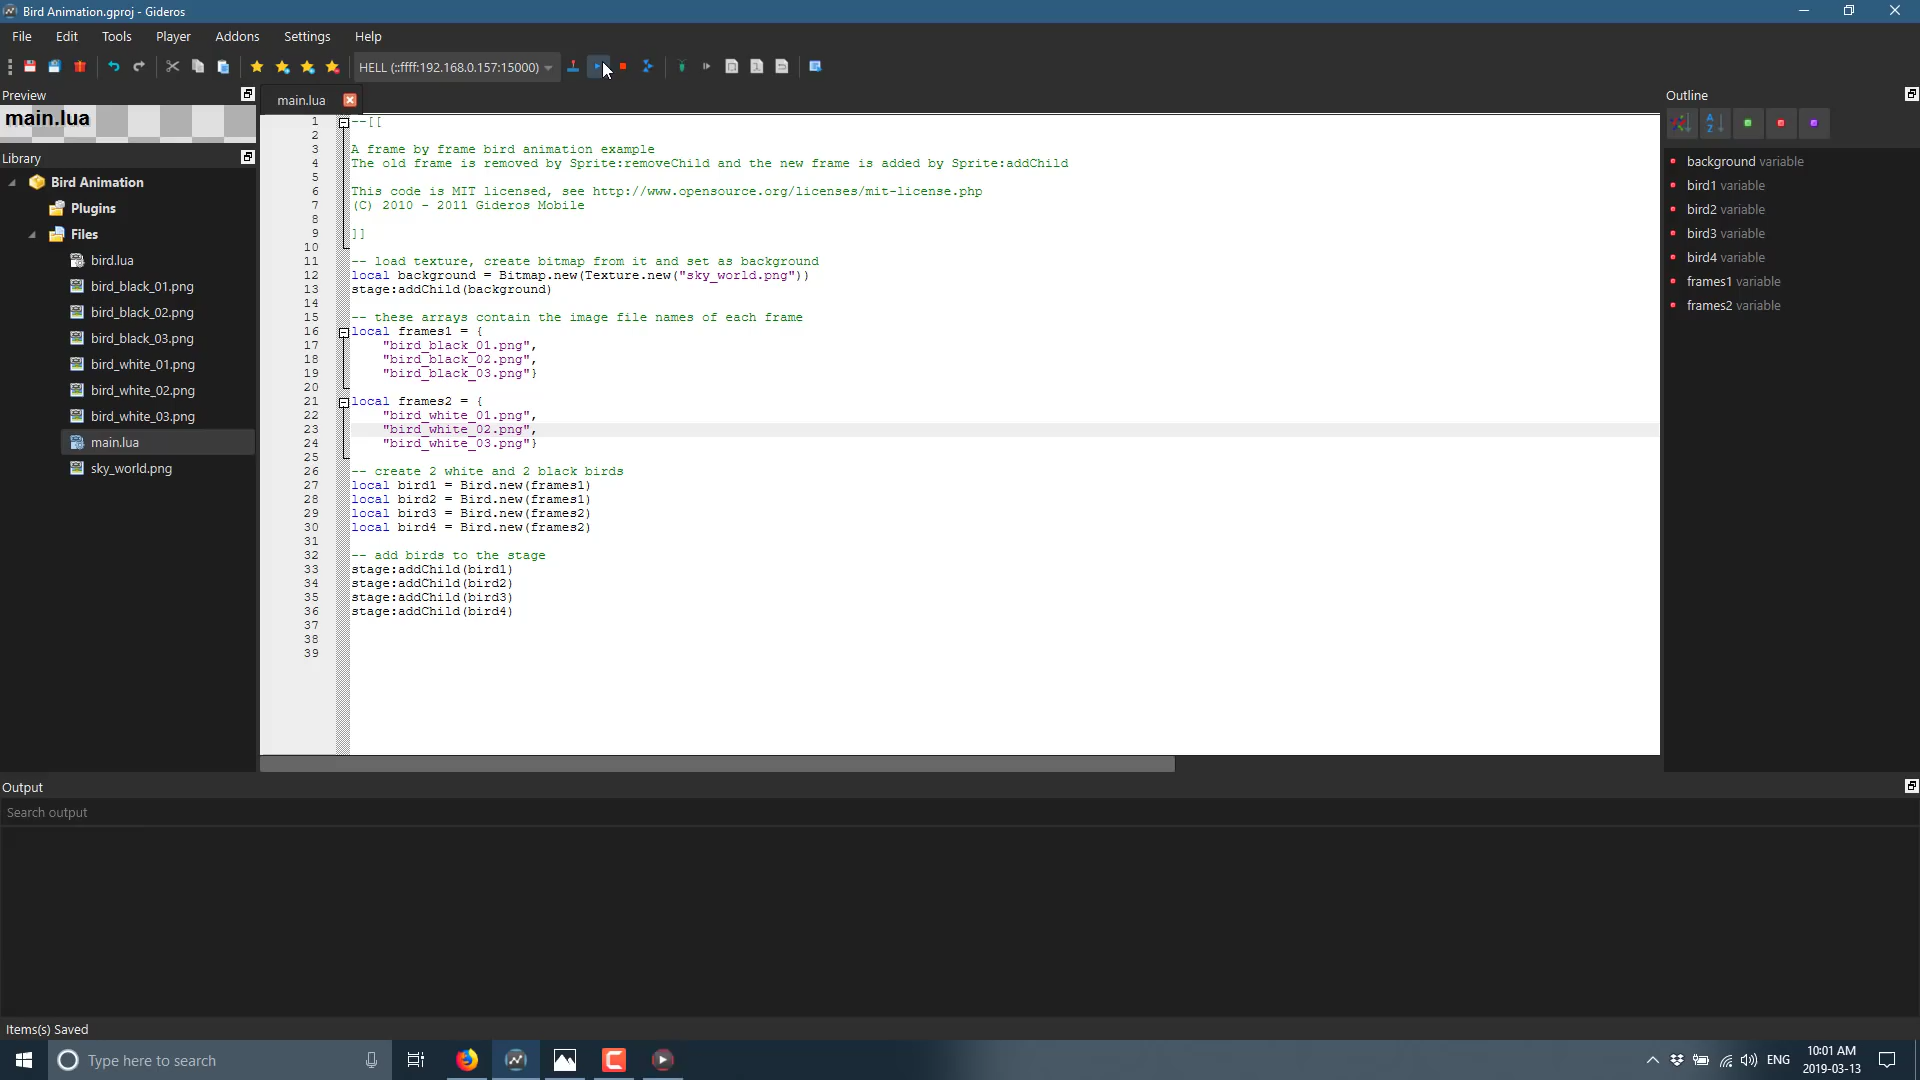 Bird Animation.gproj - Gideros
File Edit Tools Player Addons Settings Help
HELL (::ffff:192.168.0.157:15000)
Preview
main.lua
Library
Bird Animation
Plugins
Files
bird.lua
bird_black_01.png
bird_black_02.png
bird_black_03.png
bird_white_01.png
bird_white_02.png
bird_white_03.png
main.lua
sky_world.png
main.lua
1 --[[
2
3 A frame by frame bird animation example
4 The old frame is removed by Sprite:removeChild and the new frame is added by Sprite:addChild
5
6 This code is MIT licensed, see http://www.opensource.org/licenses/mit-license.php
7 (C) 2010 - 2011 Gideros Mobile
8
9 ]]
10
11 -- load texture, create bitmap from it and set as background
12 local background = Bitmap.new(Texture.new("sky_world.png"))
13 stage:addChild(background)
14
15 -- these arrays contain the image file names of each frame
16 local frames1 = {
17 "bird_black_01.png",
18 "bird_black_02.png",
19 "bird_black_03.png"}
20
21 local frames2 = {
22 "bird_white_01.png",
23 "bird_white_02.png",
24 "bird_white_03.png"}
25
26 -- create 2 white and 2 black birds
27 local bird1 = Bird.new(frames1)
28 local bird2 = Bird.new(frames1)
29 local bird3 = Bird.new(frames2)
30 local bird4 = Bird.new(frames2)
31
32 -- add birds to the stage
33 stage:addChild(bird1)
34 stage:addChild(bird2)
35 stage:addChild(bird3)
36 stage:addChild(bird4)
37
38
39
Outline
background variable
bird1 variable
bird2 variable
bird3 variable
bird4 variable
frames1 variable
frames2 variable
Output
Search output
Items(s) Saved
Type here to search
ENG
10:01 AM
2019-03-13